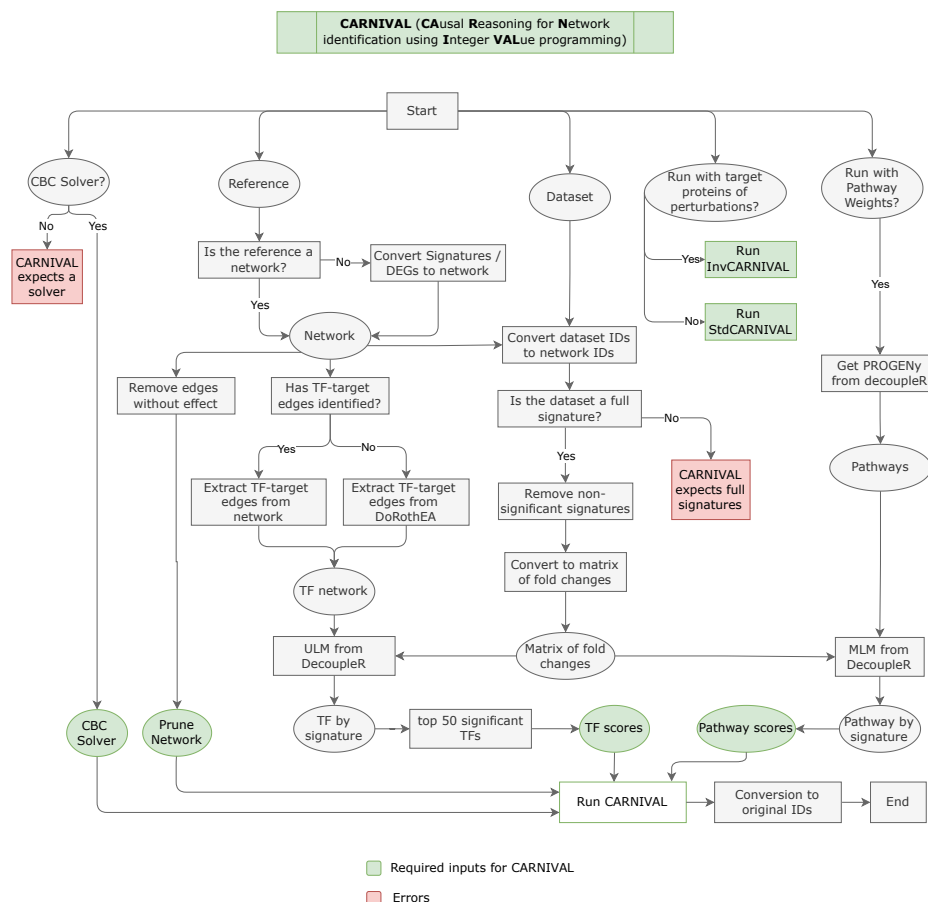 CARNIVAL (CAusal Reasoning for Network
identification using Integer VALue programming)
Start
CBC Solver?
Reference
Dataset
Run with target
proteins of
perturbations?
Run with
Pathway
Weights?
No
Yes
CARNIVAL
expects a
solver
Is the reference a
network?
No
Convert Signatures /
DEGs to network
Yes
Run
InvCARNIVAL
Yes
No
Run
StdCARNIVAL
Yes
Network
Convert dataset IDs
to network IDs
Get PROGENy
from decoupleR
Remove edges
without effect
Has TF-target
edges identified?
Is the dataset a full
signature?
No
Yes
No
Yes
CARNIVAL
expects full
signatures
Pathways
Extract TF-target
edges from
network
Extract TF-target
edges from
DoRothEA
Remove non-
significant signatures
Convert to matrix
of fold changes
TF network
ULM from
DecoupleR
Matrix of fold
changes
MLM from
DecoupleR
CBC
Solver
Prune
Network
TF by
signature
top 50 significant
TFs
TF scores
Pathway scores
Pathway by
signature
Run CARNIVAL
Conversion to
original IDs
End
Required inputs for CARNIVAL
Errors